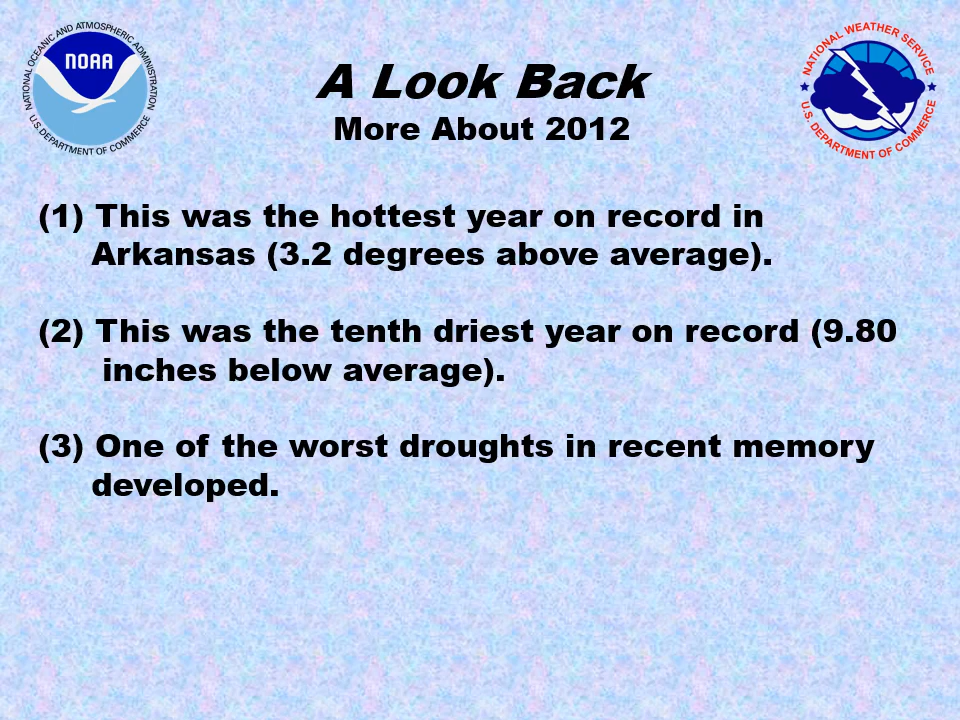 NATIONAL OCEANIC AND ATMOSPHERIC ADMINISTRATION
NOAA
U.S. DEPARTMENT OF COMMERCE
NATIONAL WEATHER SERVICE
U.S. DEPARTMENT OF COMMERCE
A Look Back
More About 2012
(1) This was the hottest year on record in
Arkansas (3.2 degrees above average).
(2) This was the tenth driest year on record (9.80
inches below average).
(3) One of the worst droughts in recent memory
developed.